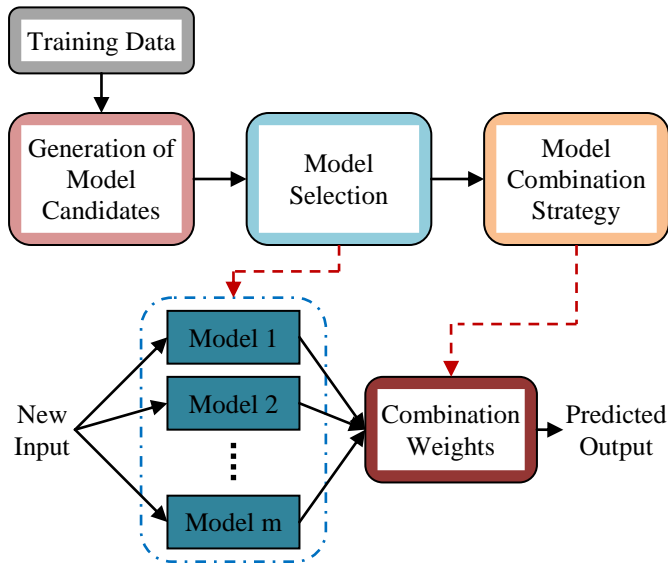 Training Data
Generation of
Model
Candidates
Model
Selection
Model
Combination
Strategy
Model 1
Model 2
Model m
New
Input
Combination
Weights
Predicted
Output